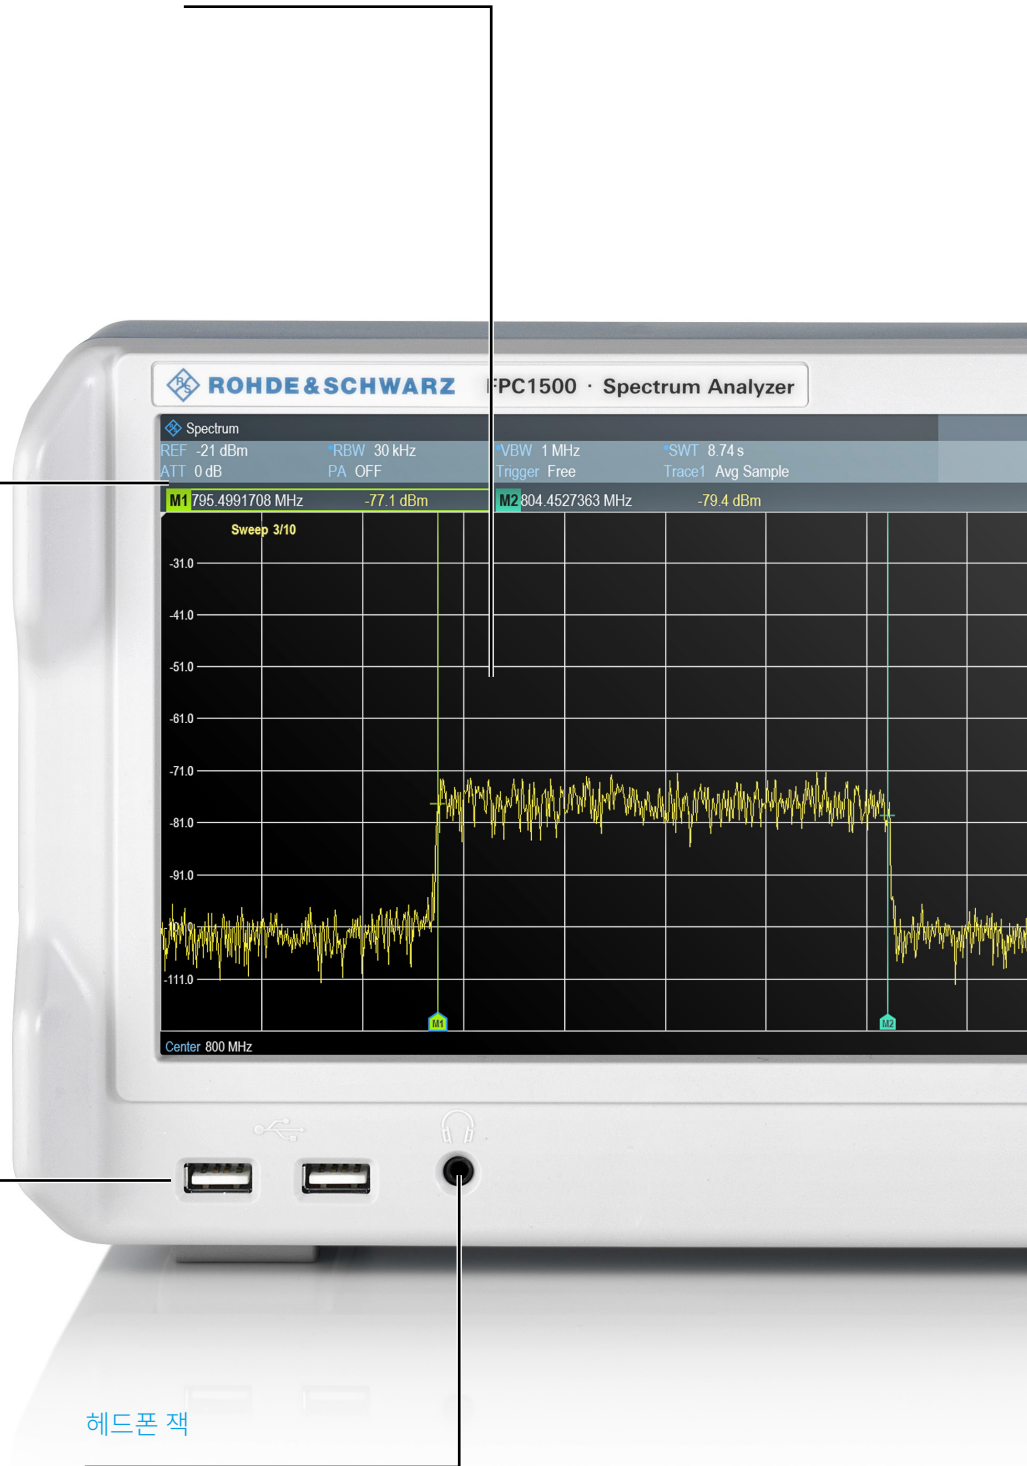 ROHDE & SCHWARZ FPC1500 · Spectrum Analyzer
Spectrum
REF -21 dBm *RBW 30 kHz *VBW 1 MHz *SWT 8.74 s
ATT 0 dB PA OFF Trigger Free Trace1 Avg Sample
M1 795.4991708 MHz -77.1 dBm M2 804.4527363 MHz -79.4 dBm
Sweep 3/10
-31.0
-41.0
-51.0
-61.0
-71.0
-81.0
-91.0
-111.0
M1 M2
Center 800 MHz
헤드폰 잭